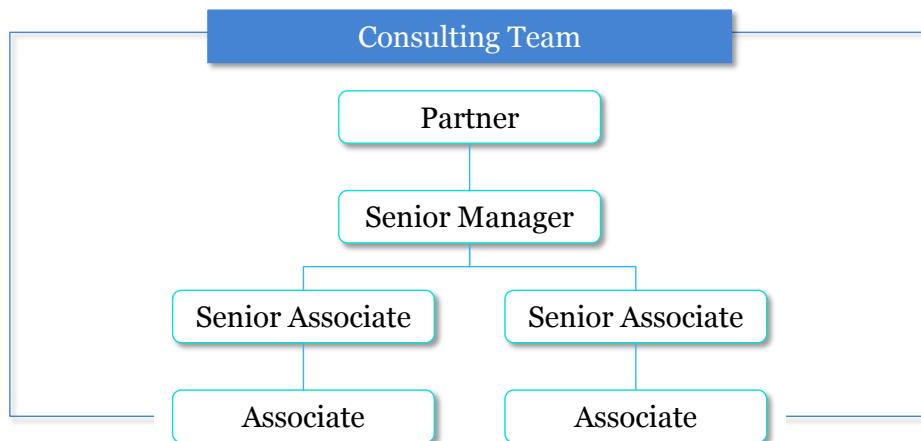 Consulting Team
Partner
Senior Manager
Senior Associate
Senior Associate
Associate
Associate